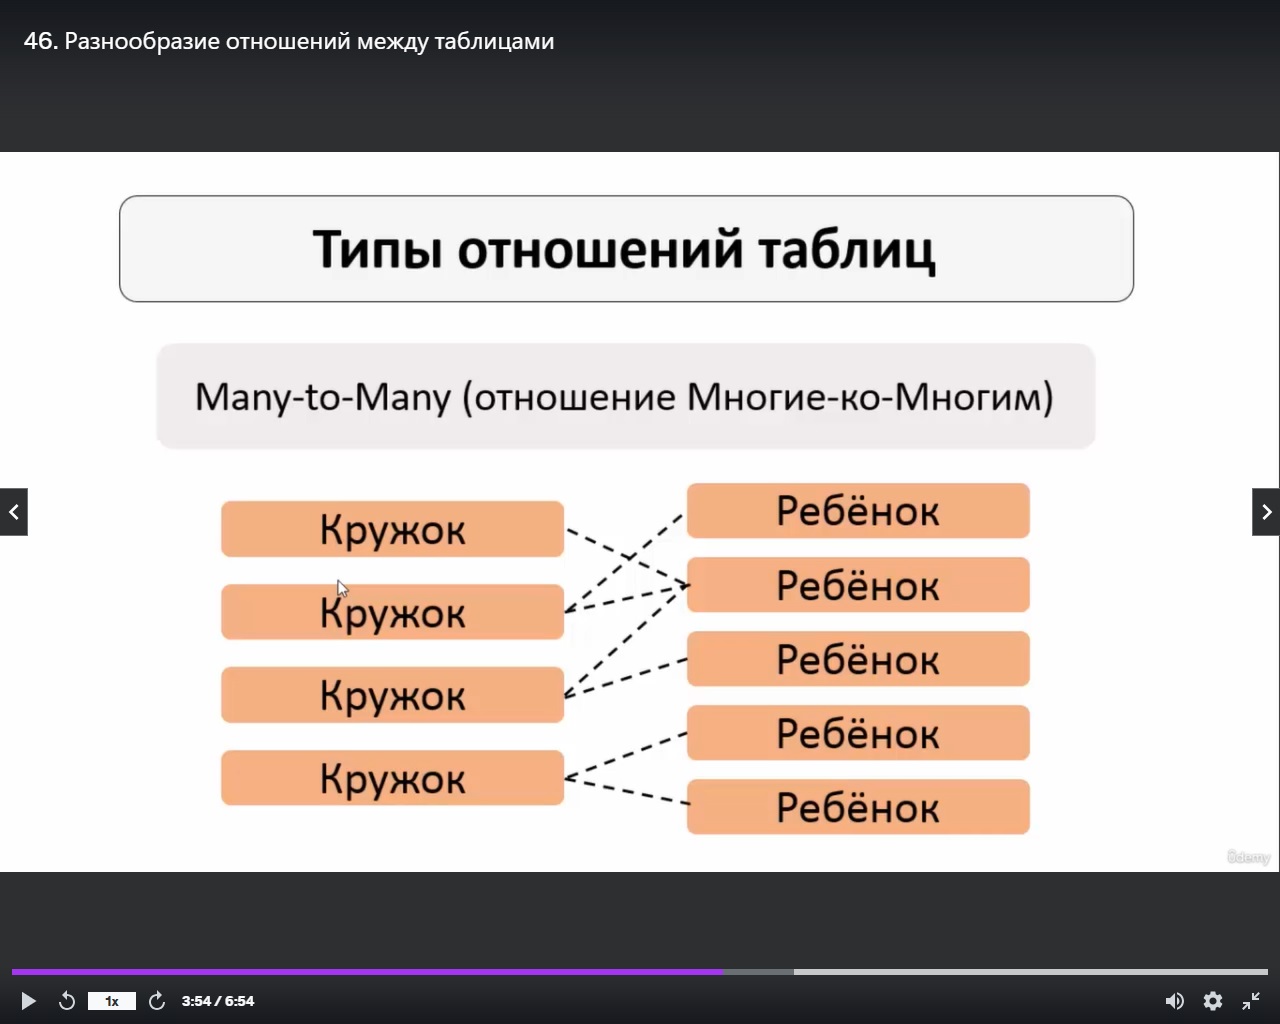 46. Разнообразие отношений между таблицами
Типы отношений таблиц
Many-to-Many (отношение Многие-ко-Многим)
Кружок
Кружок
Кружок
Кружок
Ребёнок
Ребёнок
Ребёнок
Ребёнок
Ребёнок
ûdemy
1x
3:54 / 6:54